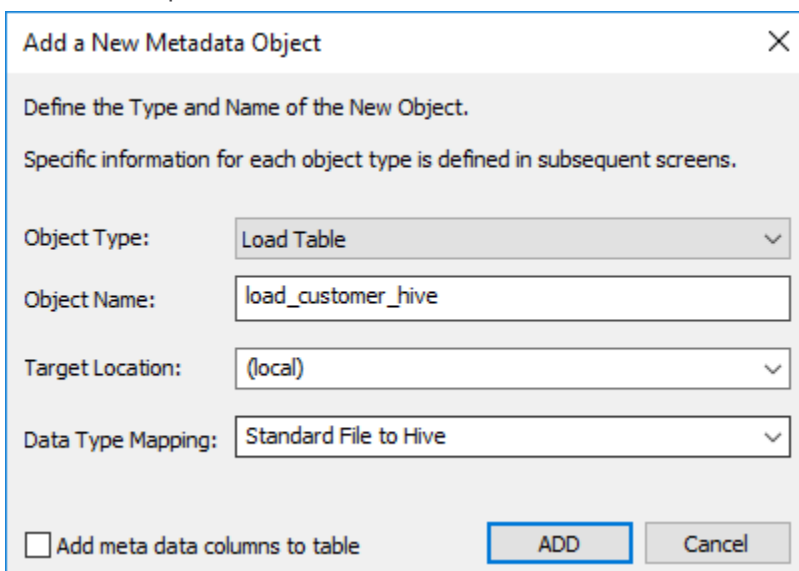 Add a New Metadata Object
Define the Type and Name of the New Object.
Specific information for each object type is defined in subsequent screens.
Object Type: Load Table
Object Name: load_customer_hive
Target Location: (local)
Data Type Mapping: Standard File to Hive
Add meta data columns to table ADD Cancel